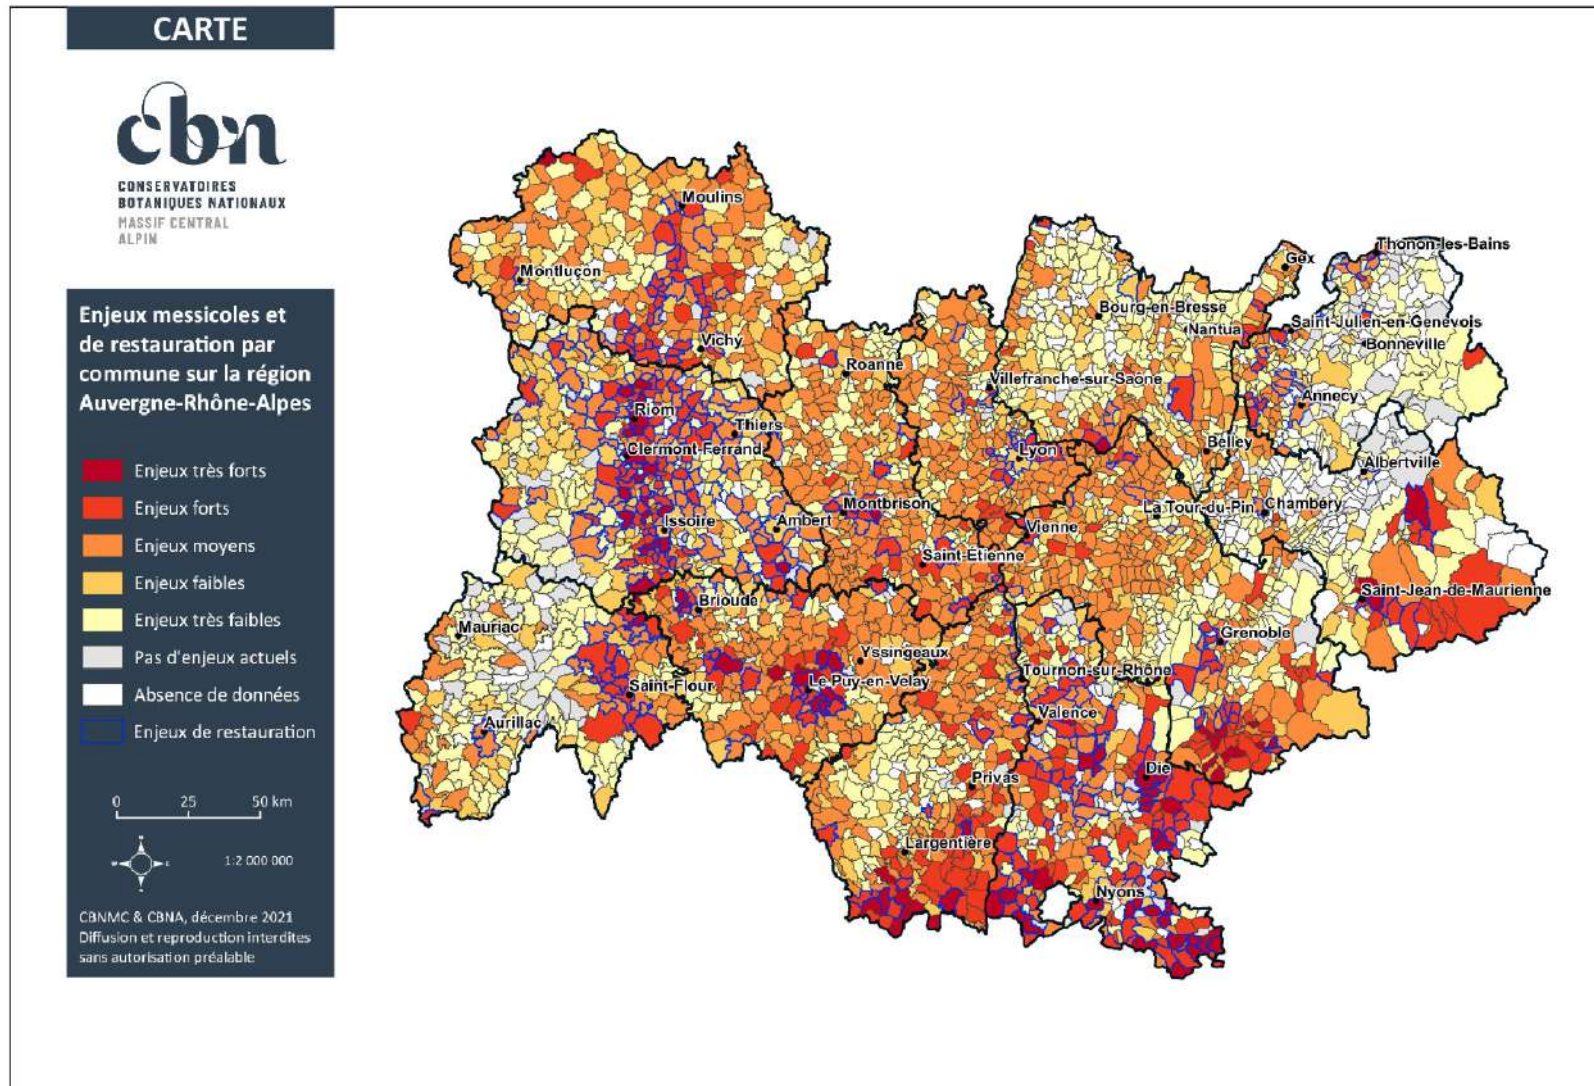 CARTE
cbn
CONSERVATOIRES
BOTANIQUES NATIONAUX
MASSIF CENTRAL
ALPIN
Enjeux messicoles et
de restauration par
commune sur la région
Auvergne-Rhône-Alpes
Enjeux très forts
Enjeux forts
Enjeux moyens
Enjeux faibles
Enjeux très faibles
Pas d'enjeux actuels
Absence de données
Enjeux de restauration
0 25 50 km
N
W E
S
1:2 000 000
CBNMC & CBNA, décembre 2021
Diffusion et reproduction interdites
sans autorisation préalable
Moulins
Montluçon
Vichy
Thonon-les-Bains
Gex
Bourg-en-Bresse
Nantua
Saint-Julien-en-Genevois
Bonneville
Roanne
Villefranche-sur-Saône
Annecy
Riom
Thiers
Clermont-Ferrand
Lyon
Belley
Albertville
Montbrison
La Tour-du-Pin
Chambéry
Issoire
Ambert
Vienne
Saint-Etienne
Brioude
Saint-Jean-de-Maurienne
Mauriac
Grenoble
Yssingeaux
Tournon-sur-Rhône
Le Puy-en-Velay
Saint-Flour
Valence
Aurillac
Die
Privas
Largentière
Nyons